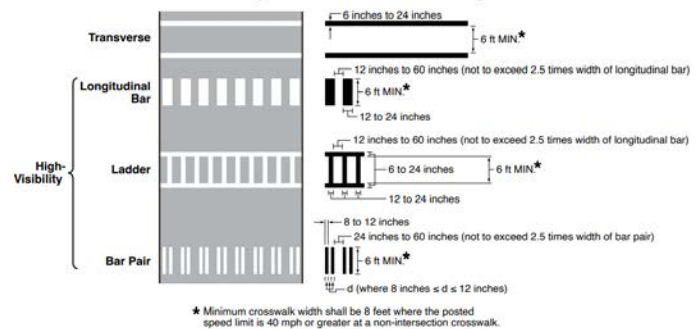 Transverse
6 inches to 24 inches
6 ft MIN.*
High-Visibility
Longitudinal
Bar
12 inches to 60 inches (not to exceed 2.5 times width of longitudinal bar)
6 ft MIN.*
12 to 24 inches
Ladder
12 inches to 60 inches (not to exceed 2.5 times width of longitudinal bar)
6 to 24 inches
6 ft MIN.*
12 to 24 inches
Bar Pair
8 to 12 inches
24 inches to 60 inches (not to exceed 2.5 times width of bar pair)
6 ft MIN.*
d (where 8 inches ≤ d ≤ 12 inches)
* Minimum crosswalk width shall be 8 feet where the posted
speed limit is 40 mph or greater at a non-intersection crosswalk.